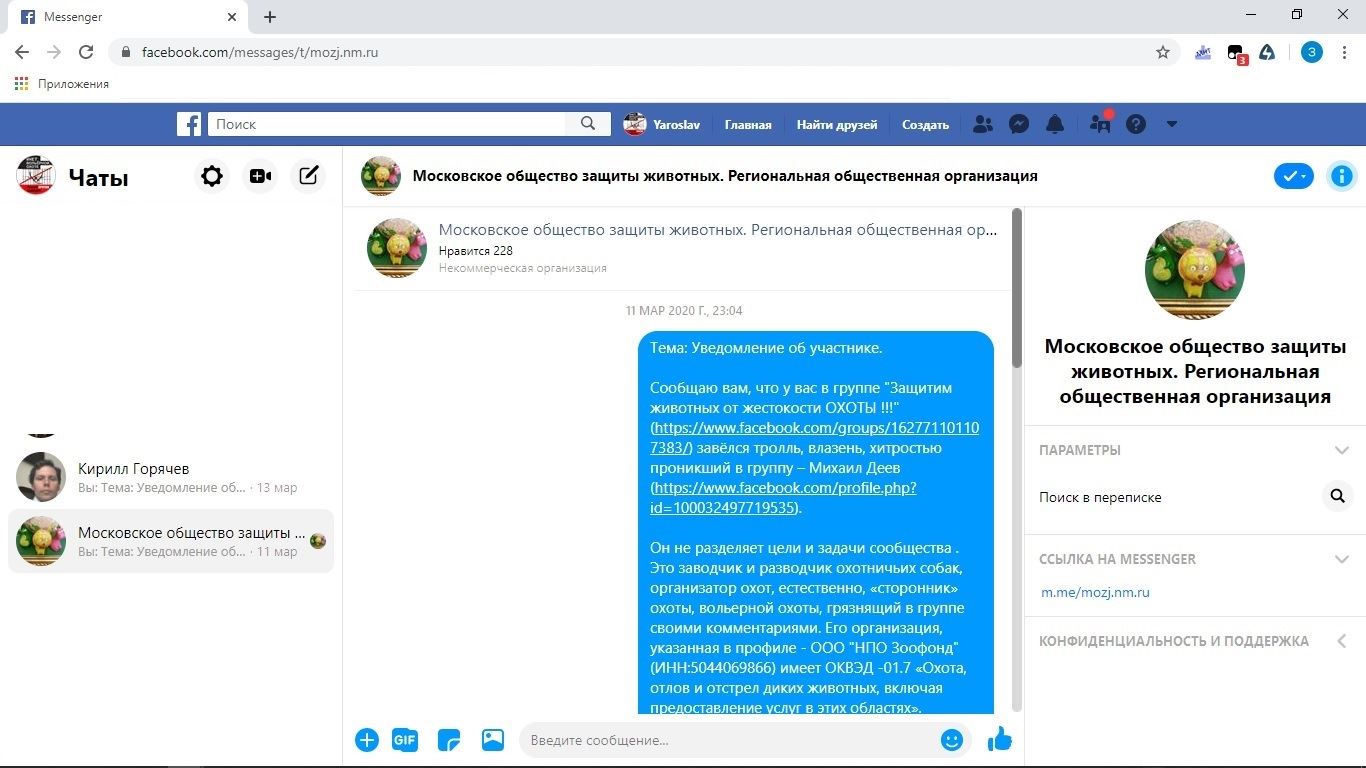 Messenger
facebook.com/messages/t/mozj.nm.ru
3
З
Приложения
Поиск
Yaroslav
Главная
Найти друзей
Создать
Чаты
Московское общество защиты животных. Региональная общественная организация
Московское общество защиты животных. Региональная общественная ор...
Нравится 228
Некоммерческая организация
11 МАР 2020 Г., 23:04
Тема: Уведомление об участнике.
Сообщаю вам, что у вас в группе "Защитим
животных от жестокости ОХОТЫ !!!"
(https://www.facebook.com/groups/16277110110
7383/) завёлся тролль, влазень, хитростью
проникший в группу – Михаил Деев
(https://www.facebook.com/profile.php?
id=100032497719535).
Он не разделяет цели и задачи сообщества .
Это заводчик и разводчик охотничьих собак,
организатор охот, естественно, «сторонник»
охоты, вольерной охоты, грязнящий в группе
своими комментариями. Его организация,
указанная в профиле - ООО "НПО Зоофонд"
(ИНН:5044069866) имеет ОКВЭД -01.7 «Охота,
отлов и отстрел диких животных, включая
предоставление услуг в этих областях».
Кирилл Горячев
Вы: Тема: Уведомление об... · 13 мар
Московское общество защиты ...
Вы: Тема: Уведомление об... · 11 мар
GIF
Введите сообщение...
Московское общество защиты
животных. Региональная
общественная организация
ПАРАМЕТРЫ
Поиск в переписке
ССЫЛКА НА MESSENGER
m.me/mozj.nm.ru
КОНФИДЕНЦИАЛЬНОСТЬ И ПОДДЕРЖКА